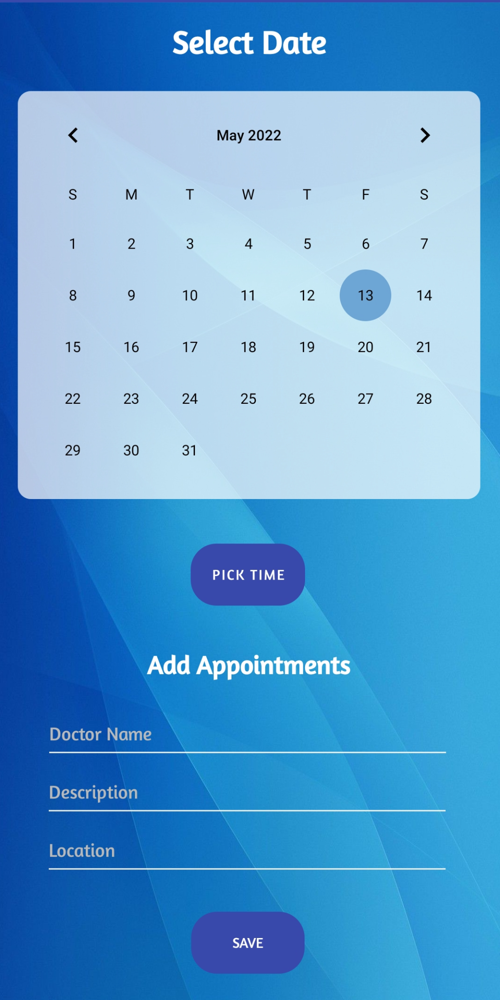 Select Date
May 2022
S M T W T F S
1 2 3 4 5 6 7
8 9 10 11 12 13 14
15 16 17 18 19 20 21
22 23 24 25 26 27 28
29 30 31
PICK TIME
Add Appointments
Doctor Name
Description
Location
SAVE